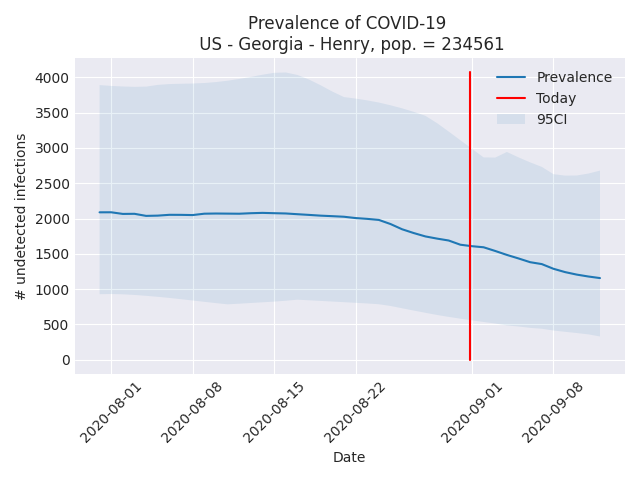 Prevalence of COVID-19
US - Georgia - Henry, pop. = 234561
Prevalence
Today
95CI
# undetected infections
4000
3500
3000
2500
2000
1500
1000
500
0
2020-08-01
2020-08-08
2020-08-15
2020-08-22
2020-09-01
2020-09-08
Date